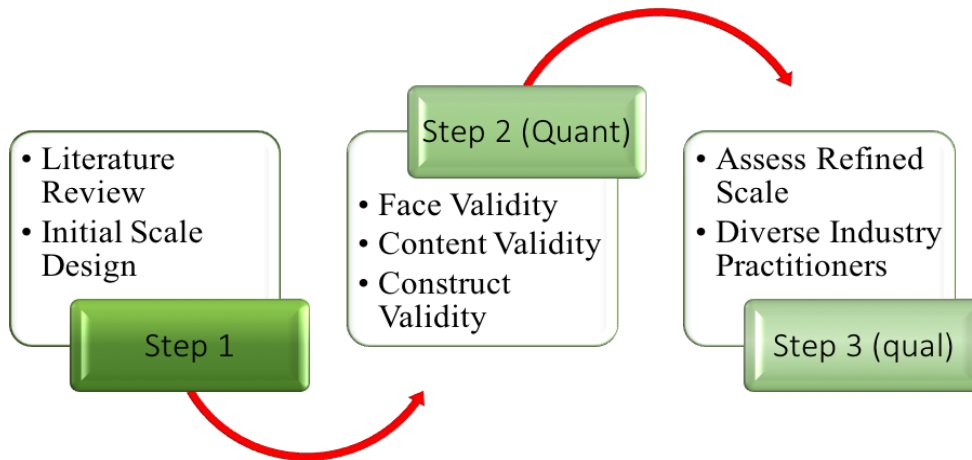 • Literature
Review
• Initial Scale
Design
Step 1
Step 2 (Quant)
• Face Validity
• Content Validity
• Construct
Validity
• Assess Refined
Scale
• Diverse Industry
Practitioners
Step 3 (qual)